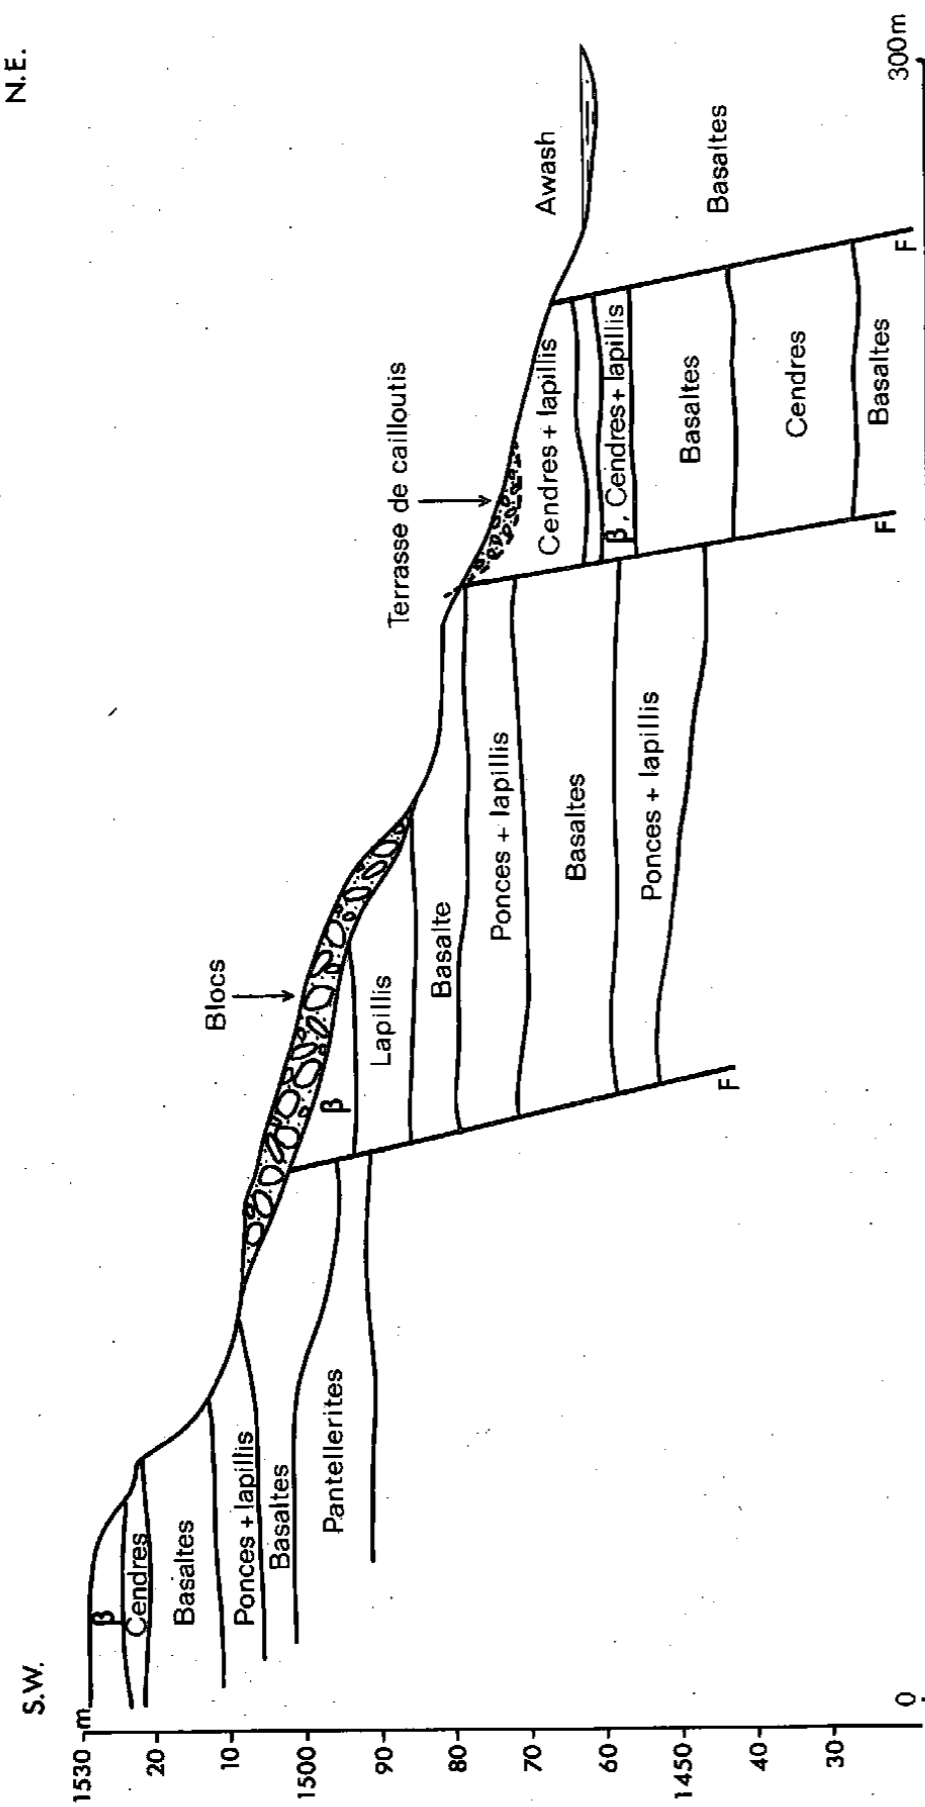 S.W.
N.E.
1530 m
20
10
1500
90
80
70
60
1450
40
30
0
300 m
β
Cendres
Basaltes
Ponces + lapillis
Basaltes
Pantellerites
Blocs
β
Lapillis
Basalte
Ponces + lapillis
Basaltes
Ponces + lapillis
F
Terrasse de cailloutis
Cendres + lapillis
β, Cendres + lapillis
Basaltes
Cendres
Basaltes
F
Awash
Basaltes
F